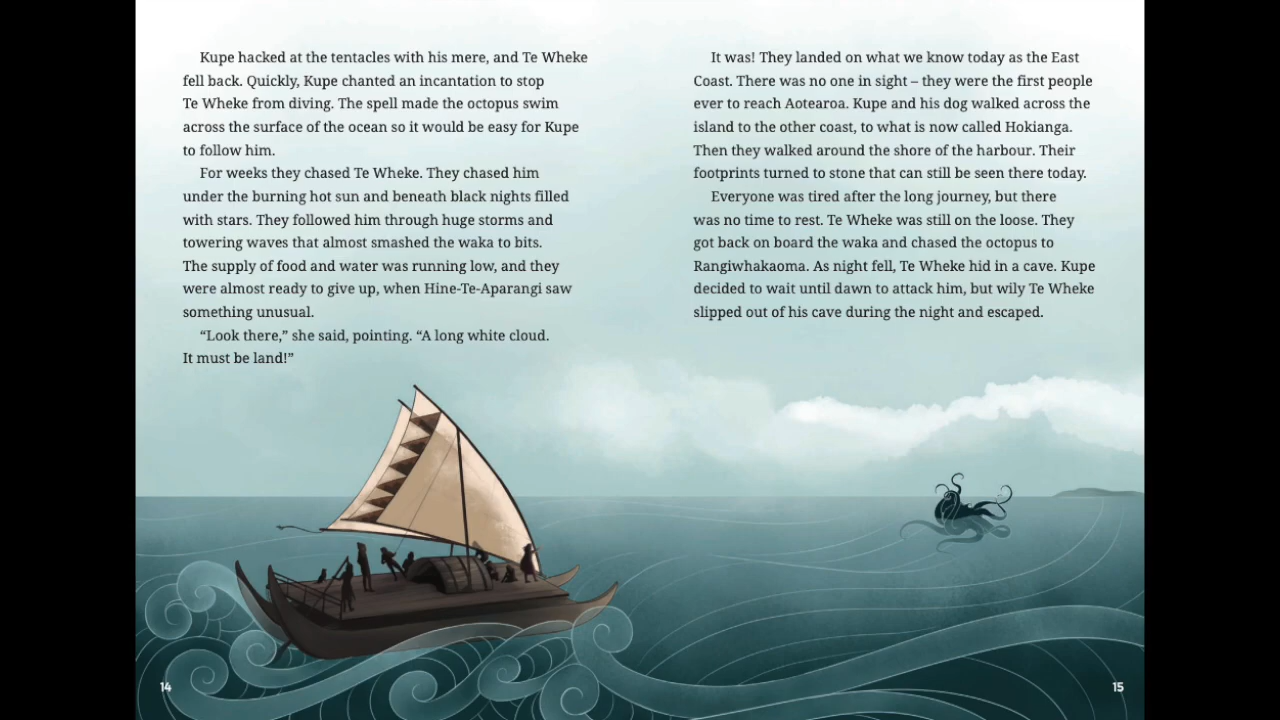 Kupe hacked at the tentacles with his mere, and Te Wheke
fell back. Quickly, Kupe chanted an incantation to stop
Te Wheke from diving. The spell made the octopus swim
across the surface of the ocean so it would be easy for Kupe
to follow him.
For weeks they chased Te Wheke. They chased him
under the burning hot sun and beneath black nights filled
with stars. They followed him through huge storms and
towering waves that almost smashed the waka to bits.
The supply of food and water was running low, and they
were almost ready to give up, when Hine-Te-Aparangi saw
something unusual.
“Look there,” she said, pointing. “A long white cloud.
It must be land!”
14
It was! They landed on what we know today as the East
Coast. There was no one in sight – they were the first people
ever to reach Aotearoa. Kupe and his dog walked across the
island to the other coast, to what is now called Hokianga.
Then they walked around the shore of the harbour. Their
footprints turned to stone that can still be seen there today.
Everyone was tired after the long journey, but there
was no time to rest. Te Wheke was still on the loose. They
got back on board the waka and chased the octopus to
Rangiwhakaoma. As night fell, Te Wheke hid in a cave. Kupe
decided to wait until dawn to attack him, but wily Te Wheke
slipped out of his cave during the night and escaped.
15